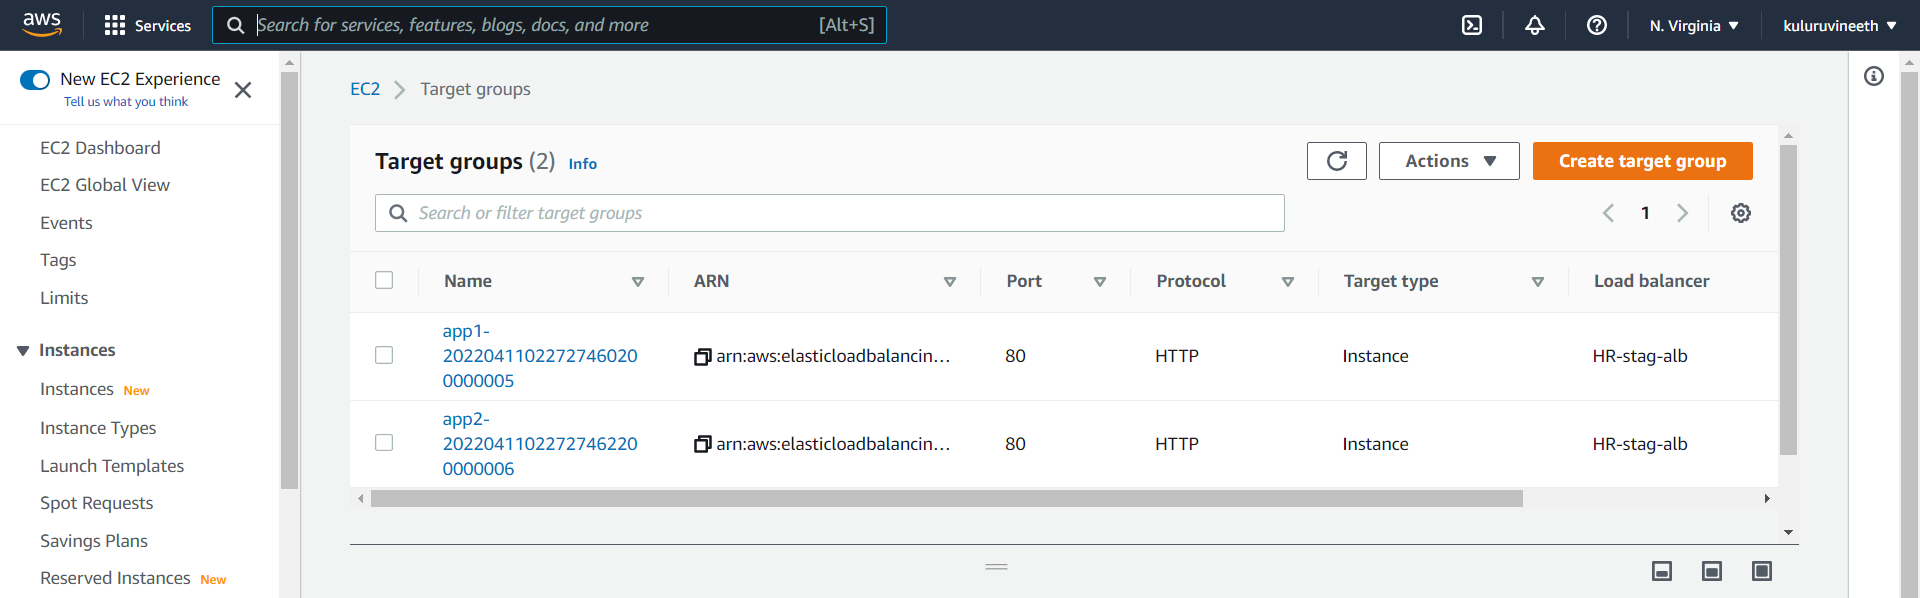 aws Services Search for services, features, blogs, docs, and more [Alt+S] N. Virginia kuluruvineeth
New EC2 Experience
Tell us what you think
EC2 Dashboard
EC2 Global View
Events
Tags
Limits
Instances
Instances New
Instance Types
Launch Templates
Spot Requests
Savings Plans
Reserved Instances New
EC2 Target groups
Target groups (2) Info Actions Create target group
Search or filter target groups 1
Name ARN Port Protocol Target type Load balancer
app1-
2022041102272746020
0000005
arn:aws:elasticloadbalancin… 80 HTTP Instance HR-stag-alb
app2-
2022041102272746220
0000006
arn:aws:elasticloadbalancin… 80 HTTP Instance HR-stag-alb